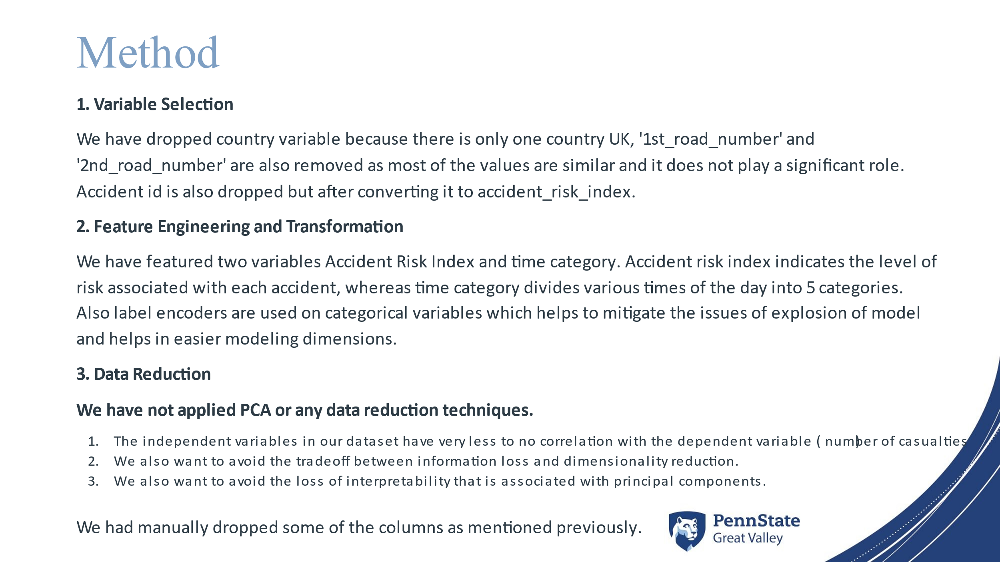 Method
1. Variable Selection
We have dropped country variable because there is only one country UK, '1st_road_number' and
'2nd_road_number' are also removed as most of the values are similar and it does not play a significant role.
Accident id is also dropped but after converting it to accident_risk_index.
2. Feature Engineering and Transformation
We have featured two variables Accident Risk Index and time category. Accident risk index indicates the level of
risk associated with each accident, whereas time category divides various times of the day into 5 categories.
Also label encoders are used on categorical variables which helps to mitigate the issues of explosion of model
and helps in easier modeling dimensions.
3. Data Reduction
We have not applied PCA or any data reduction techniques.
1. The independent variables in our dataset have very less to no correlation with the dependent variable ( number of casualties)
2. We also want to avoid the tradeoff between information loss and dimensionality reduction.
3. We also want to avoid the loss of interpretability that is associated with principal components.
We had manually dropped some of the columns as mentioned previously.
PennState
Great Valley